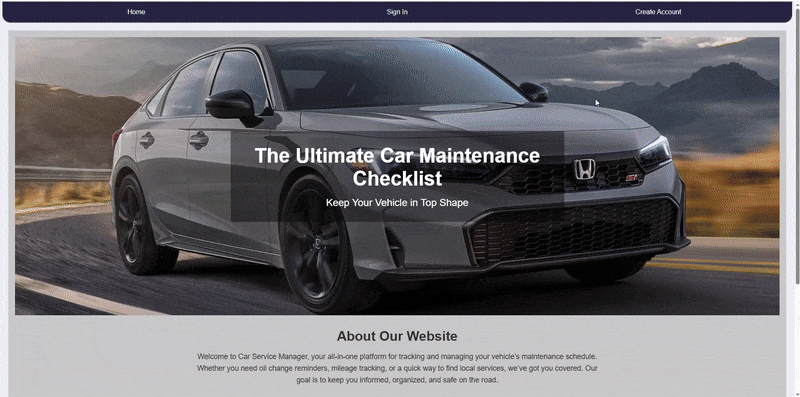 Home Sign In Create Account
The Ultimate Car Maintenance
Checklist
Keep Your Vehicle in Top Shape
About Our Website
Welcome to Car Service Manager, your all-in-one platform for tracking and managing your vehicle's maintenance schedule.
Whether you need oil change reminders, mileage tracking, or a quick way to find local services, we've got you covered. Our
goal is to keep you informed, organized, and safe on the road.